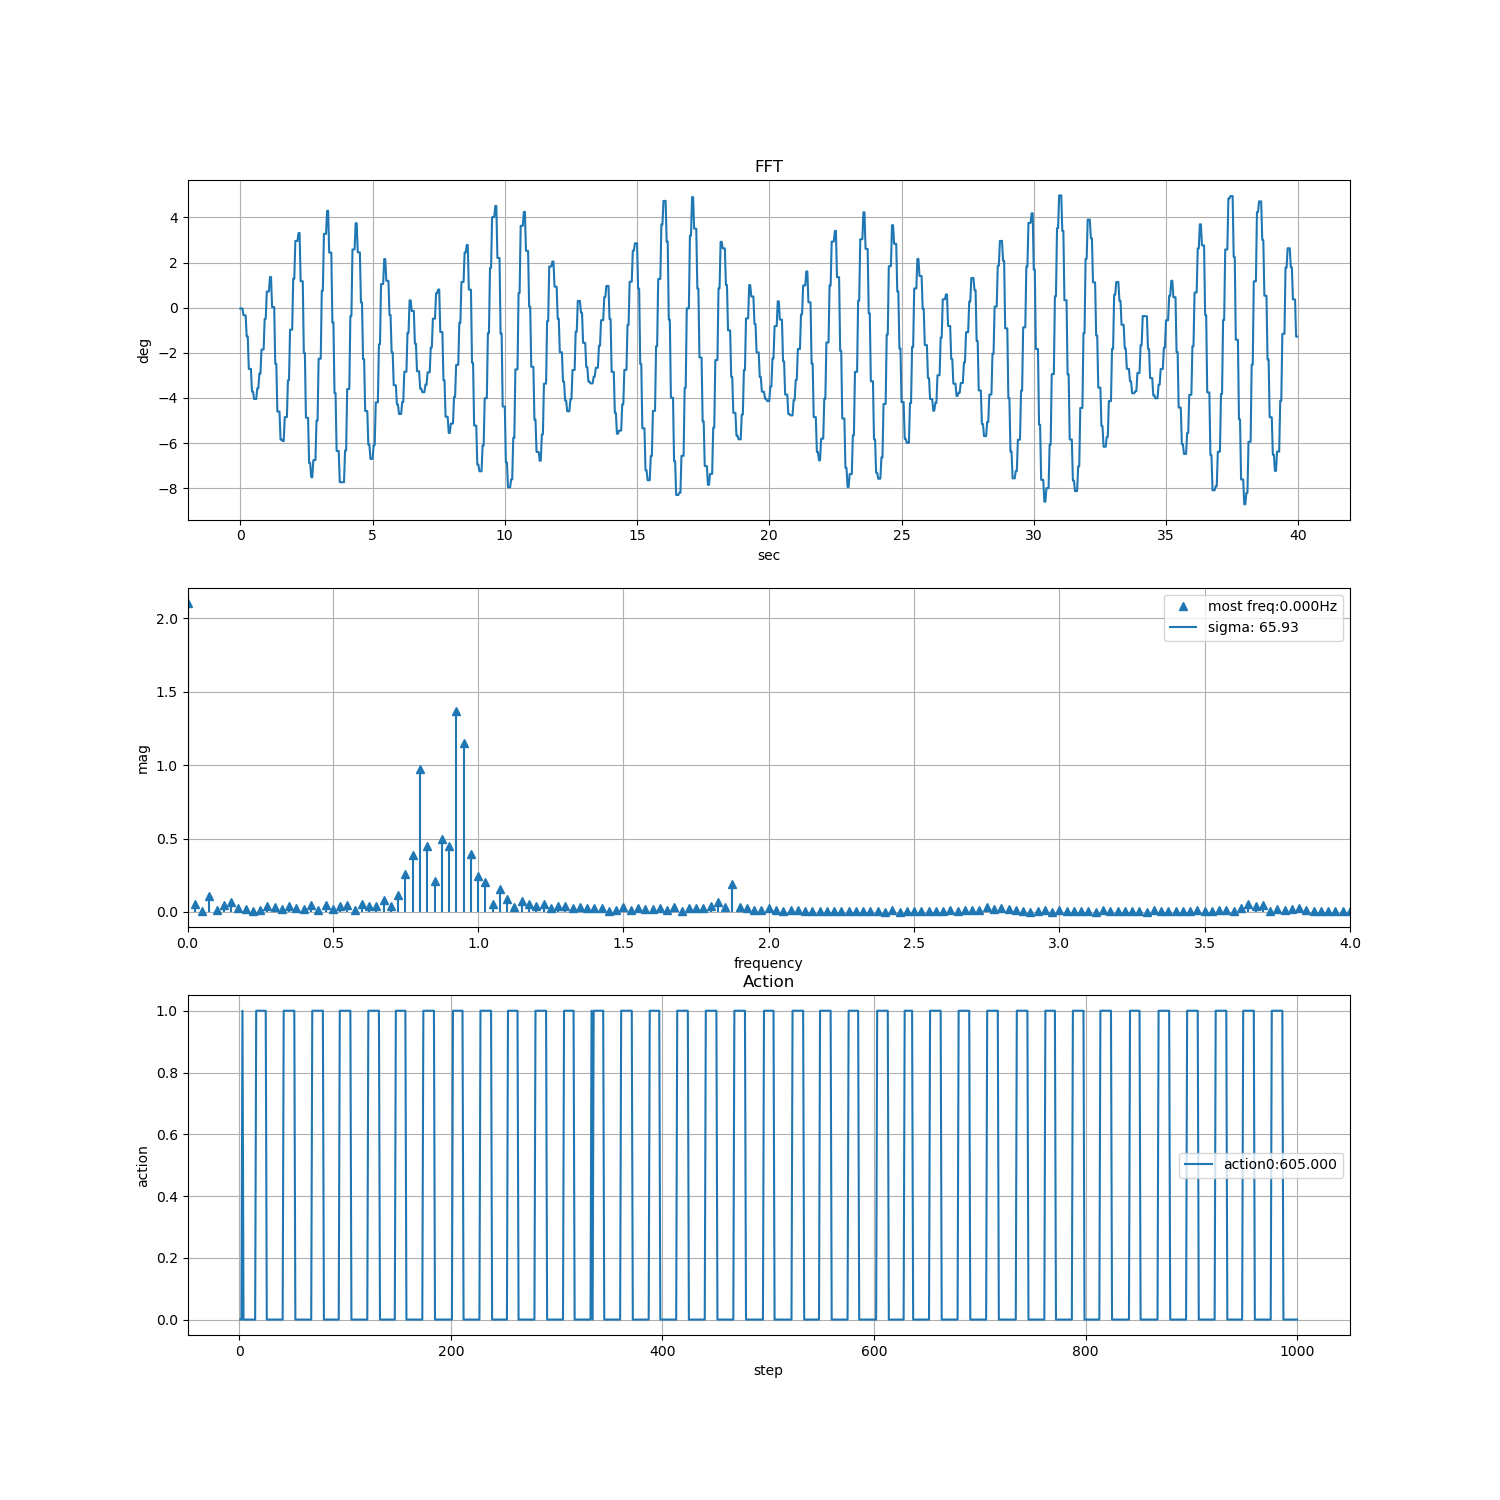 FFT
4
2
0
−2
−4
−6
−8
deg
0 5 10 15 20 25 30 35 40
sec
most freq:0.000Hz
sigma: 65.93
2.0
1.5
1.0
0.5
0.0
mag
0.0 0.5 1.0 1.5 2.0 2.5 3.0 3.5 4.0
frequency
Action
1.0
0.8
0.6
0.4
0.2
0.0
action
action0:605.000
0 200 400 600 800 1000
step